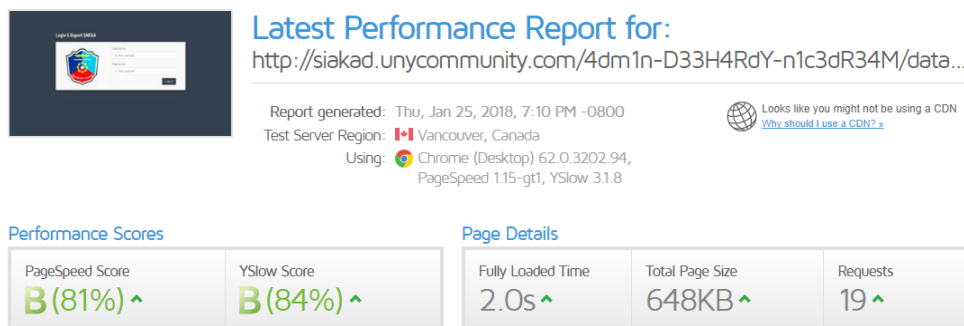 Latest Performance Report for:
http://siakad.unycommunity.com/4dm1n-D33H4RdY-n1c3dR34M/data...
Report generated: Thu, Jan 25, 2018, 7:10 PM -0800
Test Server Region: Vancouver, Canada
Using: Chrome (Desktop) 62.0.3202.94,
PageSpeed 1.15-gt1, YSlow 3.1.8
Looks like you might not be using a CDN
Why should I use a CDN? »
Performance Scores
PageSpeed Score
B (81%)
YSlow Score
B (84%)
Page Details
Fully Loaded Time
2.0s
Total Page Size
648KB
Requests
19